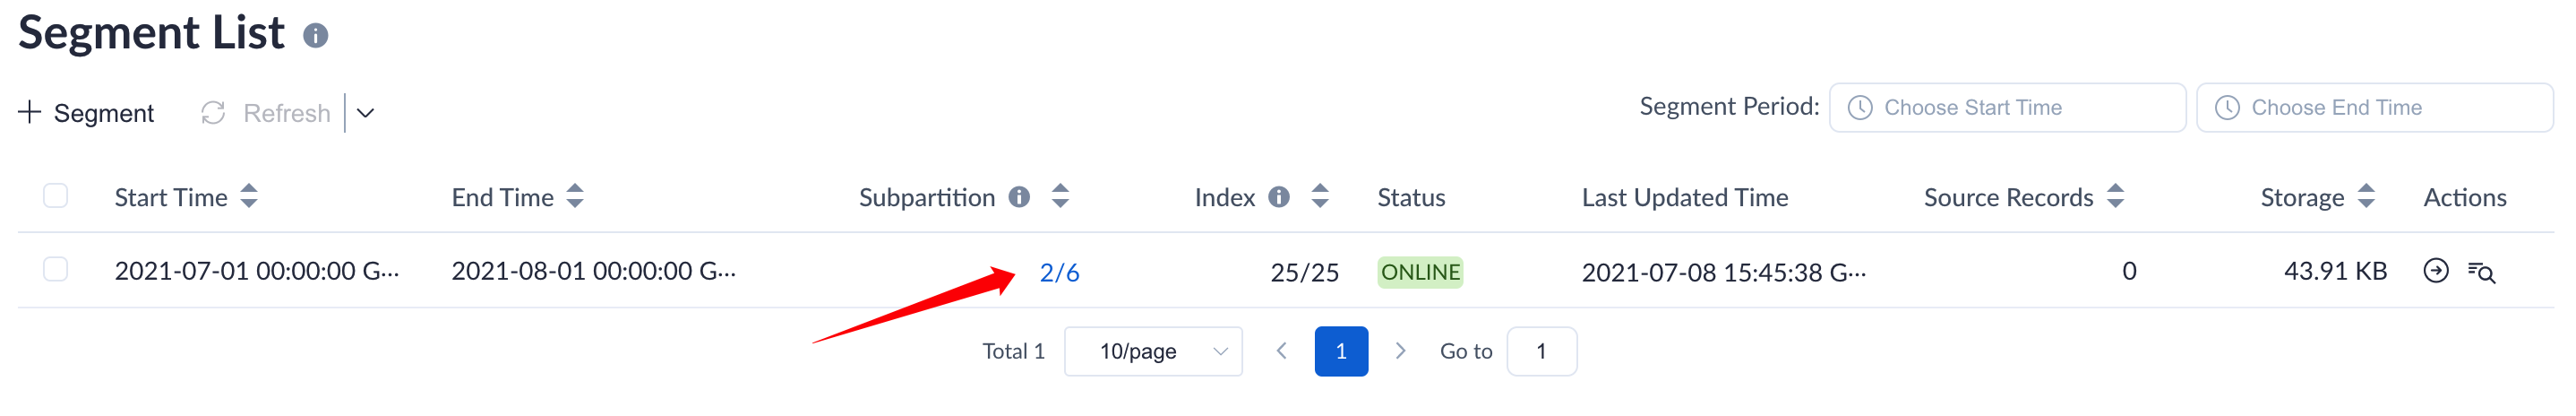 Segment List
Segment Refresh Segment Period: Choose Start Time Choose End Time
Start Time End Time Subpartition Index Status Last Updated Time Source Records Storage Actions
2021-07-01 00:00:00 G··· 2021-08-01 00:00:00 G··· 2/6 25/25 ONLINE 2021-07-08 15:45:38 G··· 0 43.91 KB
Total 1 10/page 1 Go to 1